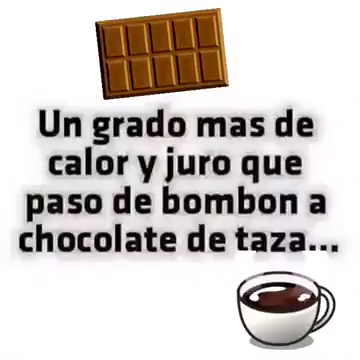 Un grado mas de
calor y juro que
paso de bombon a
chocolate de taza...